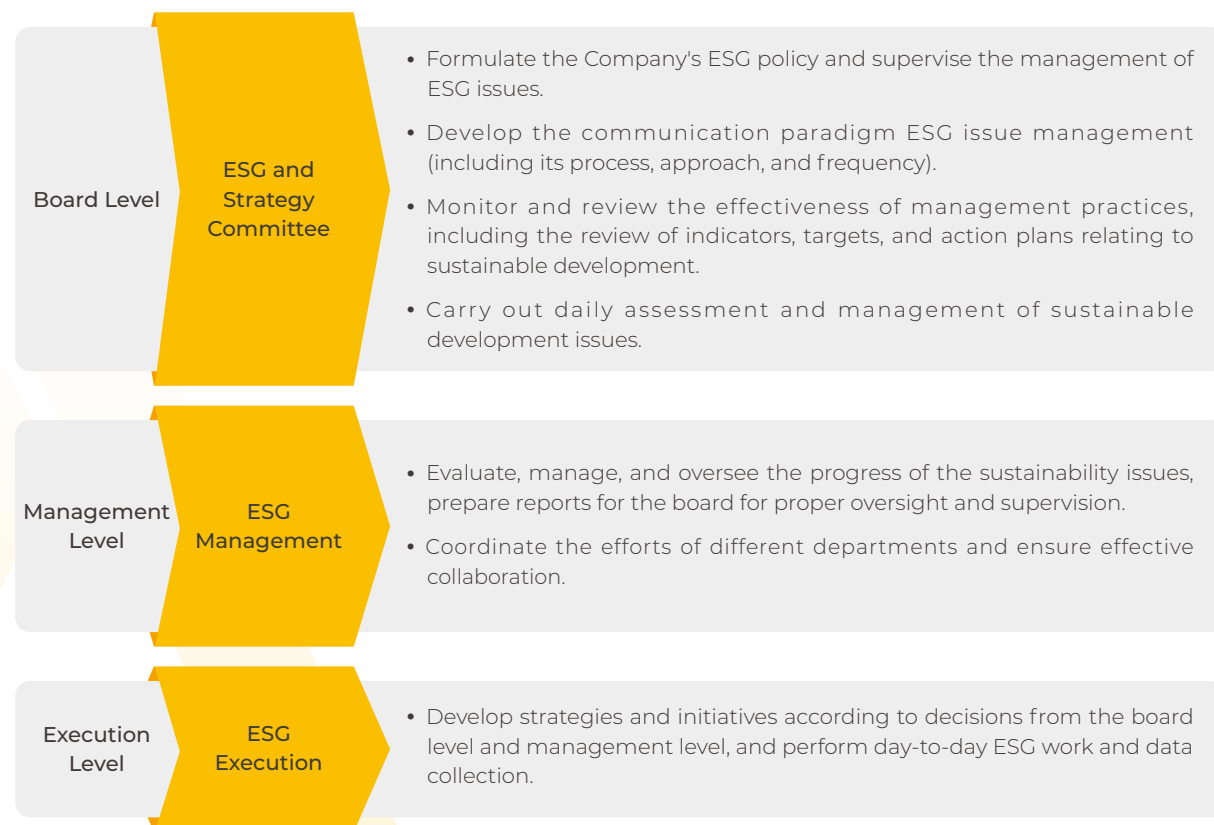 Board Level
ESG and
Strategy
Committee
• Formulate the Company's ESG policy and supervise the management of
ESG issues.
• Develop the communication paradigm ESG issue management
(including its process, approach, and frequency).
• Monitor and review the effectiveness of management practices,
including the review of indicators, targets, and action plans relating to
sustainable development.
• Carry out daily assessment and management of sustainable
development issues.
Management
Level
ESG
Management
• Evaluate, manage, and oversee the progress of the sustainability issues,
prepare reports for the board for proper oversight and supervision.
• Coordinate the efforts of different departments and ensure effective
collaboration.
Execution
Level
ESG
Execution
• Develop strategies and initiatives according to decisions from the board
level and management level, and perform day-to-day ESG work and data
collection.